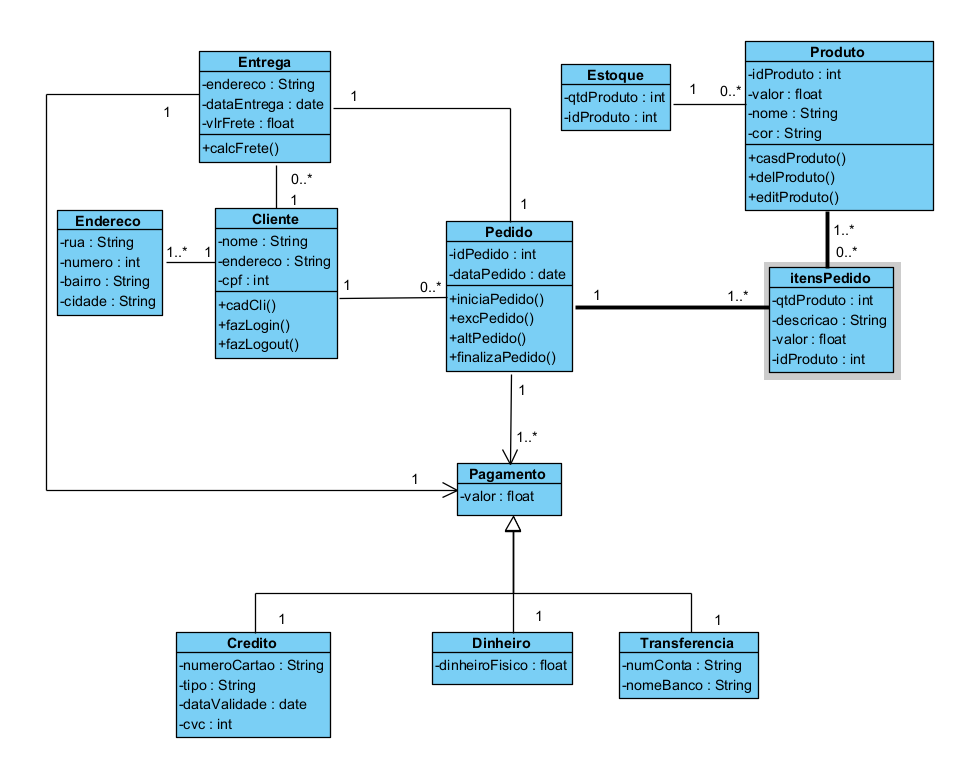 Entrega
-endereco : String
-dataEntrega : date
-vlrFrete : float
+calcFrete()
1
1
Estoque
-qtdProduto : int
-idProduto : int
1
0..*
Produto
-idProduto : int
-valor : float
-nome : String
-cor : String
+casdProduto()
+delProduto()
+editProduto()
0..*
1
Endereco
-rua : String
-numero : int
-bairro : String
-cidade : String
1..*
1
Cliente
-nome : String
-endereco : String
-cpf : int
+cadCli()
+fazLogin()
+fazLogout()
1
0..*
1
Pedido
-idPedido : int
-dataPedido : date
+iniciaPedido()
+excPedido()
+altPedido()
+finalizaPedido()
1
1..*
1..*
0..*
itensPedido
-qtdProduto : int
-descricao : String
-valor : float
-idProduto : int
1
1..*
1
Pagamento
-valor : float
1
1
1
Credito
-numeroCartao : String
-tipo : String
-dataValidade : date
-cvc : int
Dinheiro
-dinheiroFisico : float
Transferencia
-numConta : String
-nomeBanco : String